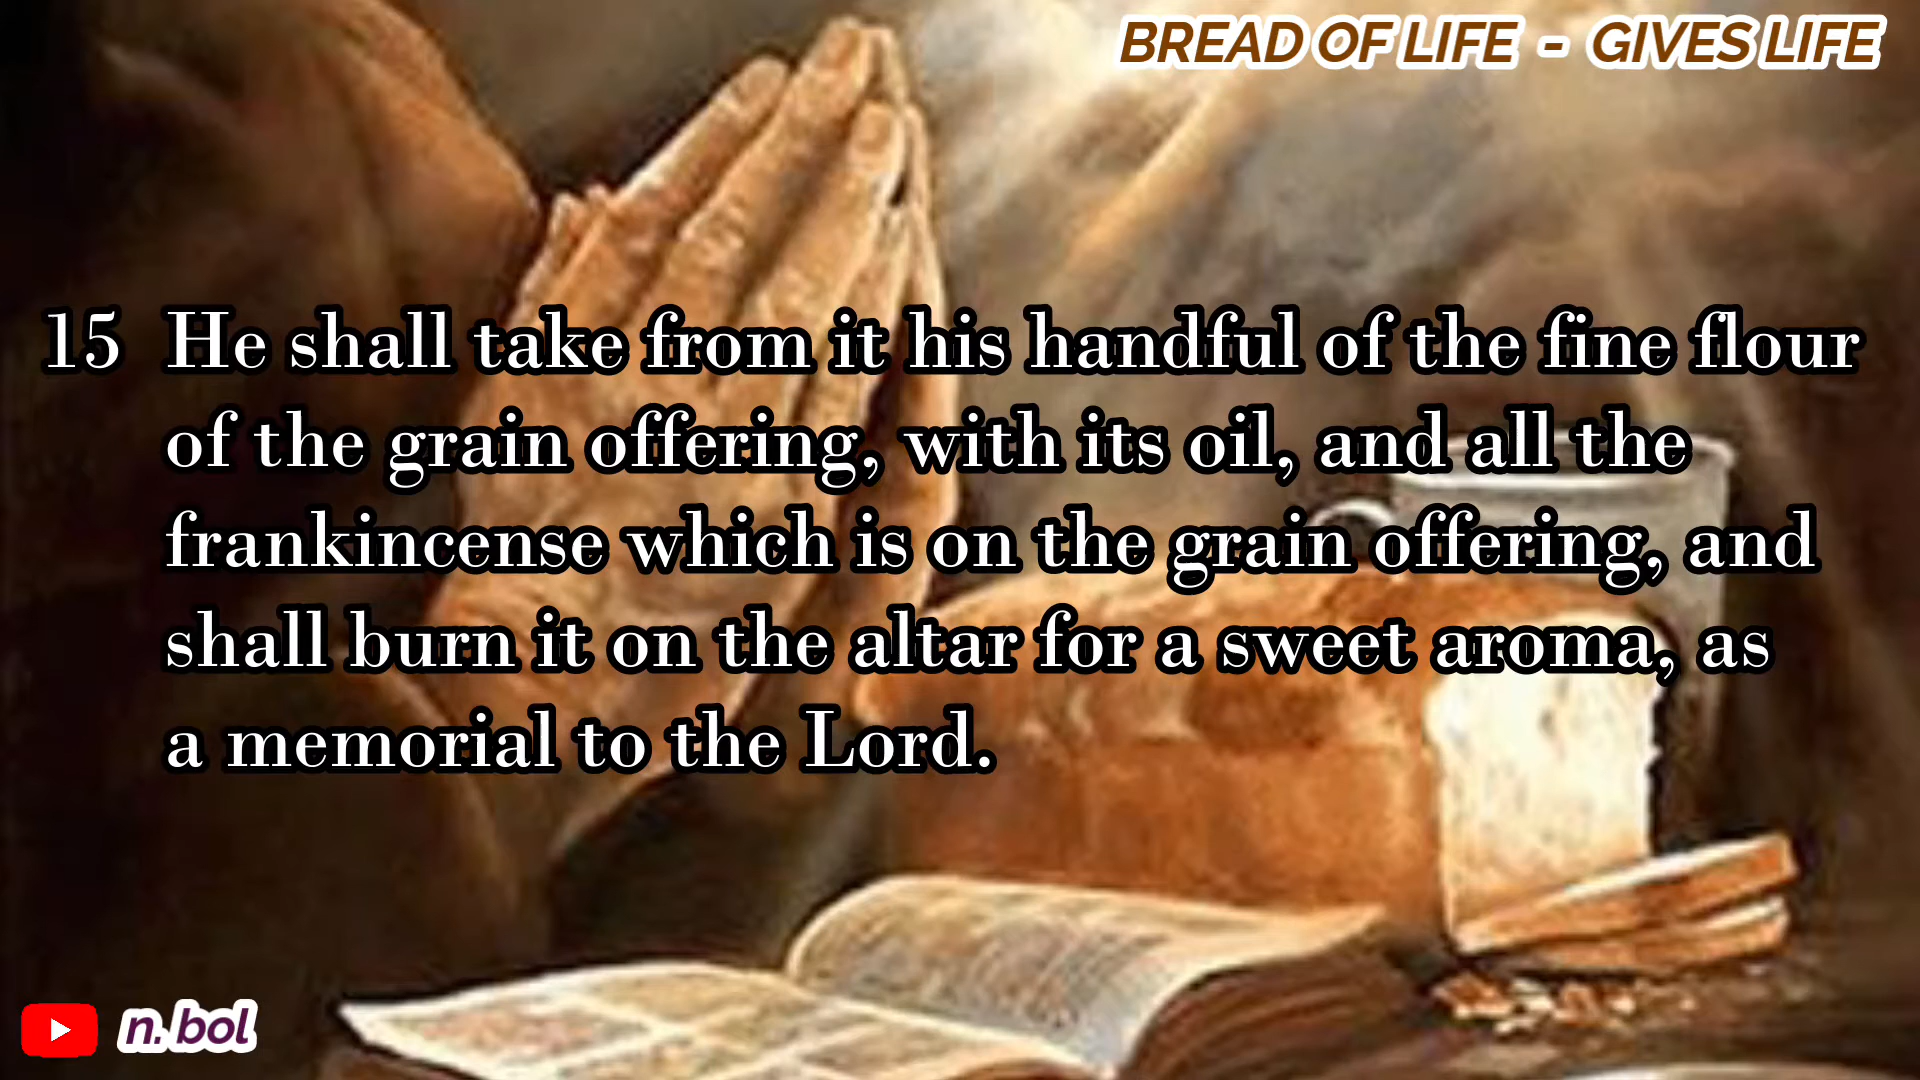 BREAD OF LIFE - GIVES LIFE
15 He shall take from it his handful of the fine flour
of the grain offering, with its oil, and all the
frankincense which is on the grain offering, and
shall burn it on the altar for a sweet aroma, as
a memorial to the Lord.
n. bol